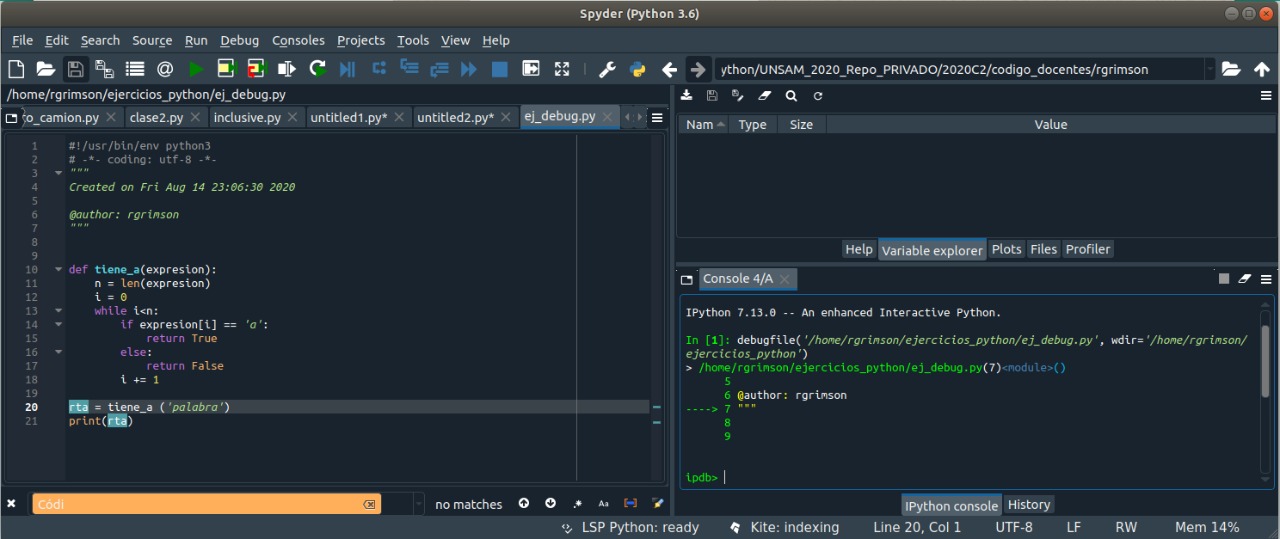 Spyder (Python 3.6)
File Edit Search Source Run Debug Consoles Projects Tools View Help
ython/UNSAM_2020_Repo_PRIVADO/2020C2/codigo_docentes/rgrimson
/home/rgrimson/ejercicios_python/ej_debug.py
o_camion.py clase2.py inclusive.py untitled1.py* untitled2.py* ej_debug.py
1 #!/usr/bin/env python3
2 # -*- coding: utf-8 -*-
3 """
4 Created on Fri Aug 14 23:06:30 2020
5
6 @author: rgrimson
7 """
8
9
10 def tiene_a(expresion):
11     n = len(expresion)
12     i = 0
13     while i<n:
14         if expresion[i] == 'a':
15             return True
16         else:
17             return False
18         i += 1
19
20 rta = tiene_a ('palabra')
21 print(rta)
Códi
no matches
Aa
Nam Type Size Value
Help Variable explorer Plots Files Profiler
Console 4/A
IPython 7.13.0 -- An enhanced Interactive Python.
In [1]: debugfile('/home/rgrimson/ejercicios_python/ej_debug.py', wdir='/home/rgrimson/
ejercicios_python')
> /home/rgrimson/ejercicios_python/ej_debug.py(7)<module>()
5
6 @author: rgrimson
----> 7 """
8
9
ipdb>
IPython console History
LSP Python: ready Kite: indexing Line 20, Col 1 UTF-8 LF RW Mem 14%